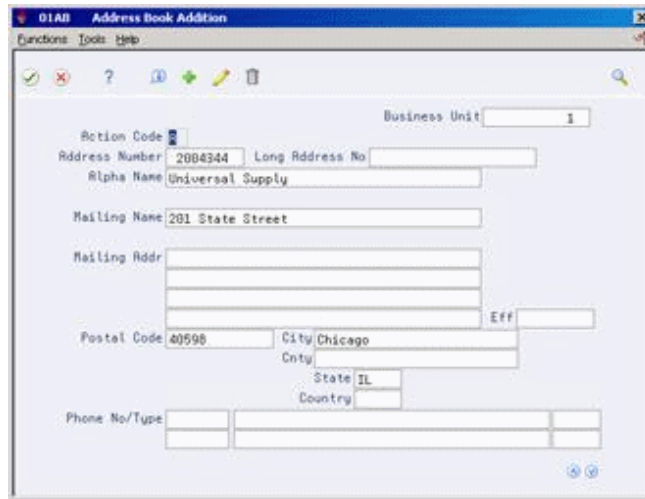 01AB Address Book Addition
Functions Tools Help
?
Business Unit 1
Action Code
Address Number 2004344 Long Address No
Alpha Name Universal Supply
Mailing Name 201 State Street
Mailing Addr
Eff
Postal Code 40598 City Chicago
Cnty
State IL
Country
Phone No/Type